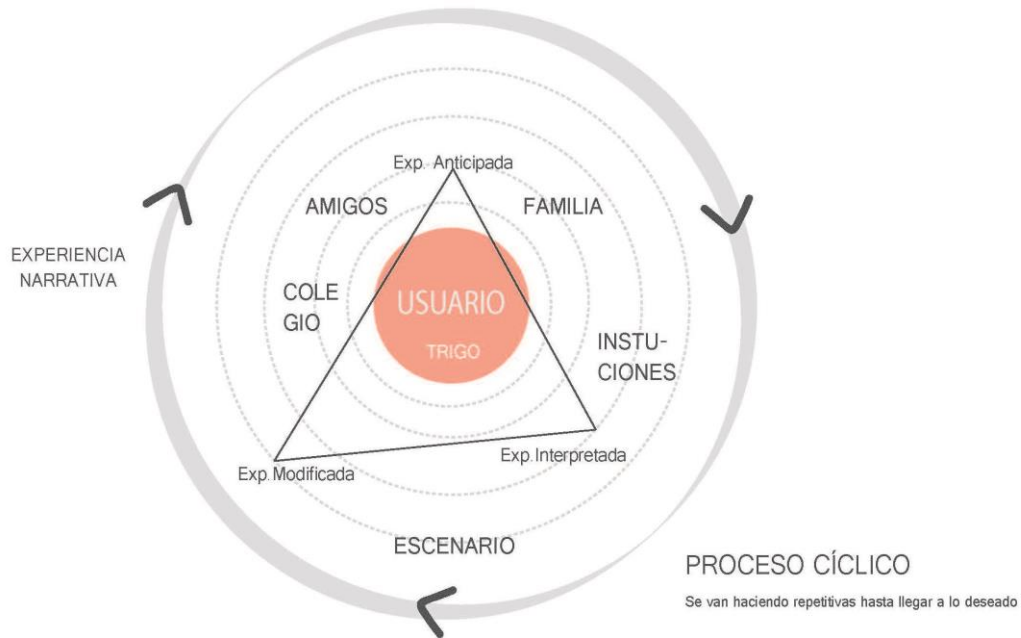 Exp. Anticipada
AMIGOS
FAMILIA
EXPERIENCIA
NARRATIVA
COLE
GIO
USUARIO
TRIGO
INSTU-
CIONES
Exp. Modificada
Exp. Interpretada
ESCENARIO
PROCESO CÍCLICO
Se van haciendo repetitivas hasta llegar a lo deseado